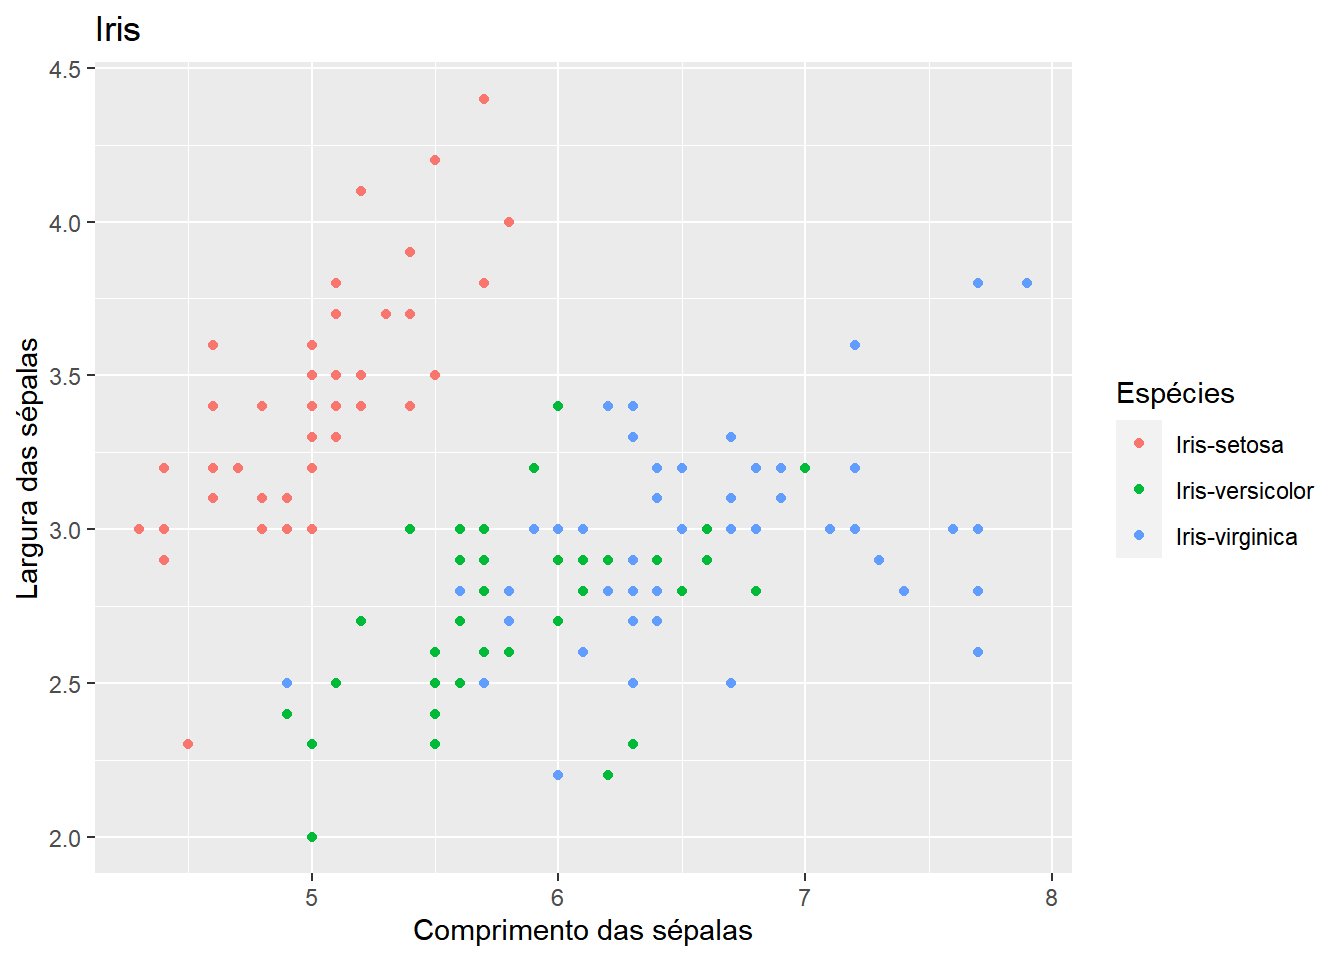 Iris
4.5
4.0
3.5
3.0
2.5
2.0
Largura das sépalas
5 6 7 8
Comprimento das sépalas
Espécies
Iris-setosa
Iris-versicolor
Iris-virginica